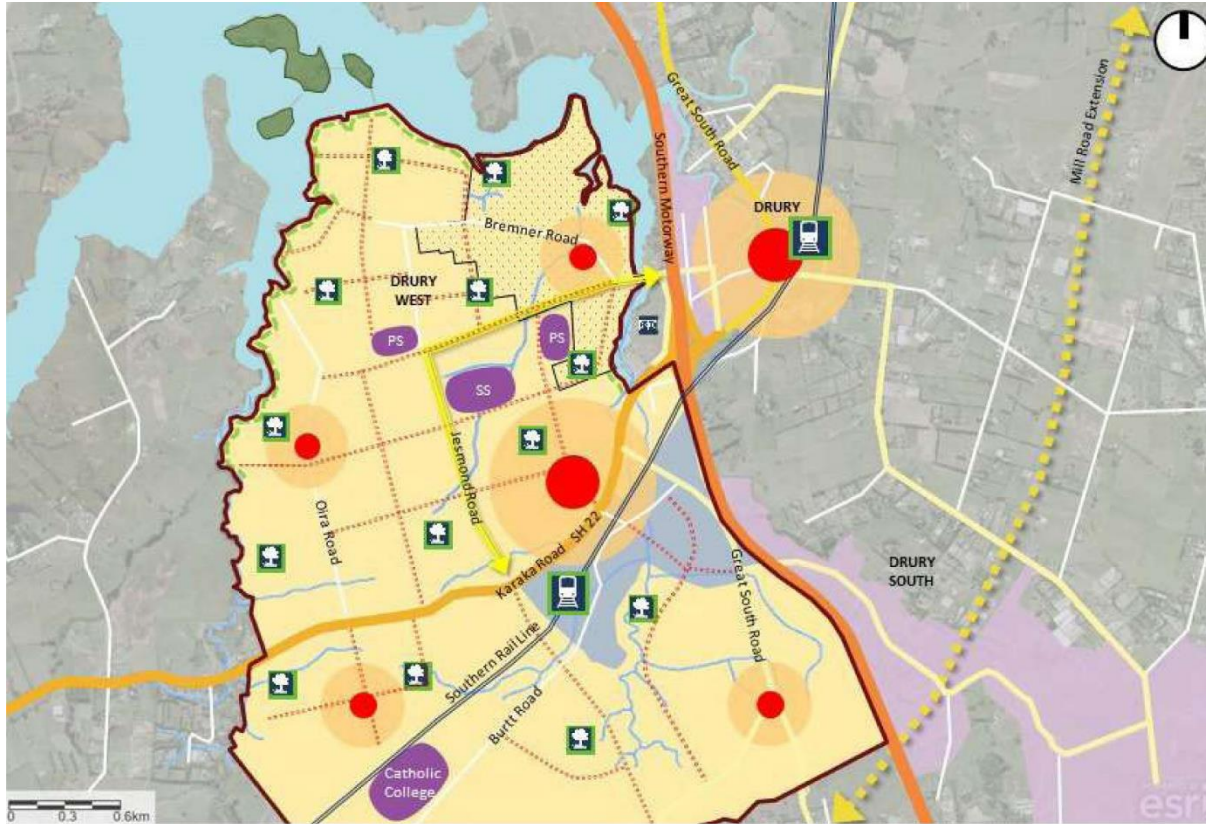 Great South Road
Mill Road Extension
Southern Motorway
DRURY
Bremner Road
DRURY
WEST
PS
PS
SS
Jesmond Road
Oira Road
Karaka Road
SH 22
Great South Road
DRURY
SOUTH
Southern Rail Line
Burtt Road
Catholic
College
0 0.3 0.6km
esri